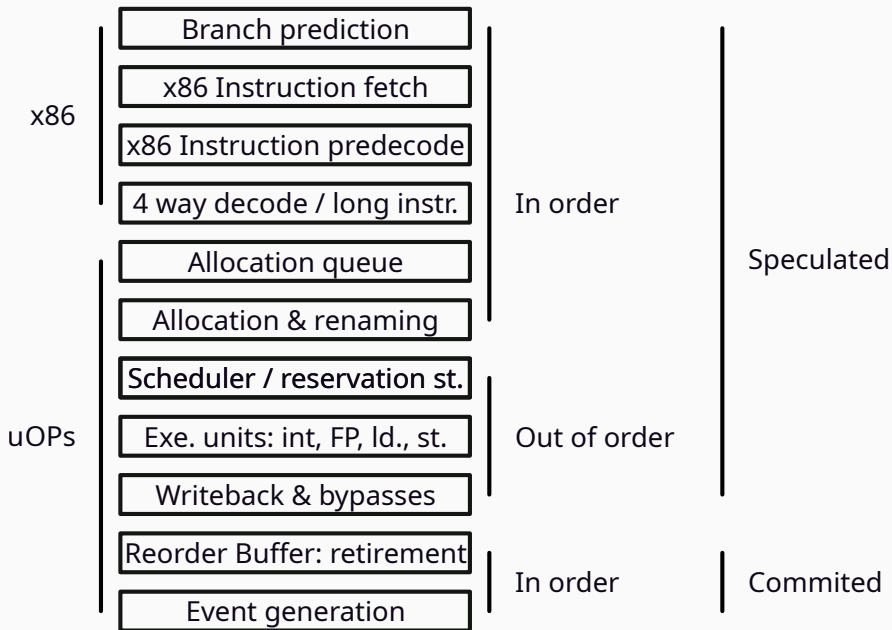 Branch prediction
x86 Instruction fetch
x86
x86 Instruction predecode
4 way decode / long instr.
In order
Allocation queue
Speculated
Allocation & renaming
Scheduler / reservation st.
uOPs
Exe. units: int, FP, ld., st.
Out of order
Writeback & bypasses
Reorder Buffer: retirement
In order
Commited
Event generation